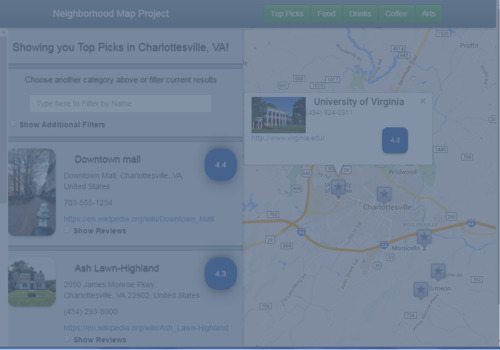 Neighborhood Map Project
Top Picks
Food
Drinks
Coffee
Arts
Showing you Top Picks in Charlottesville, VA!
Choose another category above or filter current results
Type here to Filter by Name
Show Additional Filters
Downtown mall
4.4
Downtown Mall, Charlottesville, VA,
United States
703-555-1234
https://en.wikipedia.org/wiki/Downtown_Mall
Show Reviews
Ash Lawn-Highland
4.3
2050 James Monroe Pkwy,
Charlottesville, VA 22902, United States
(434) 293-8000
https://en.wikipedia.org/wiki/Ash_Lawn-Highland
Show Reviews
University of Virginia
(434) 924-0311
http://www.virginia.edu/
4.3
Proffit
Wildwood
Charlottesville
Monticello
Simeon